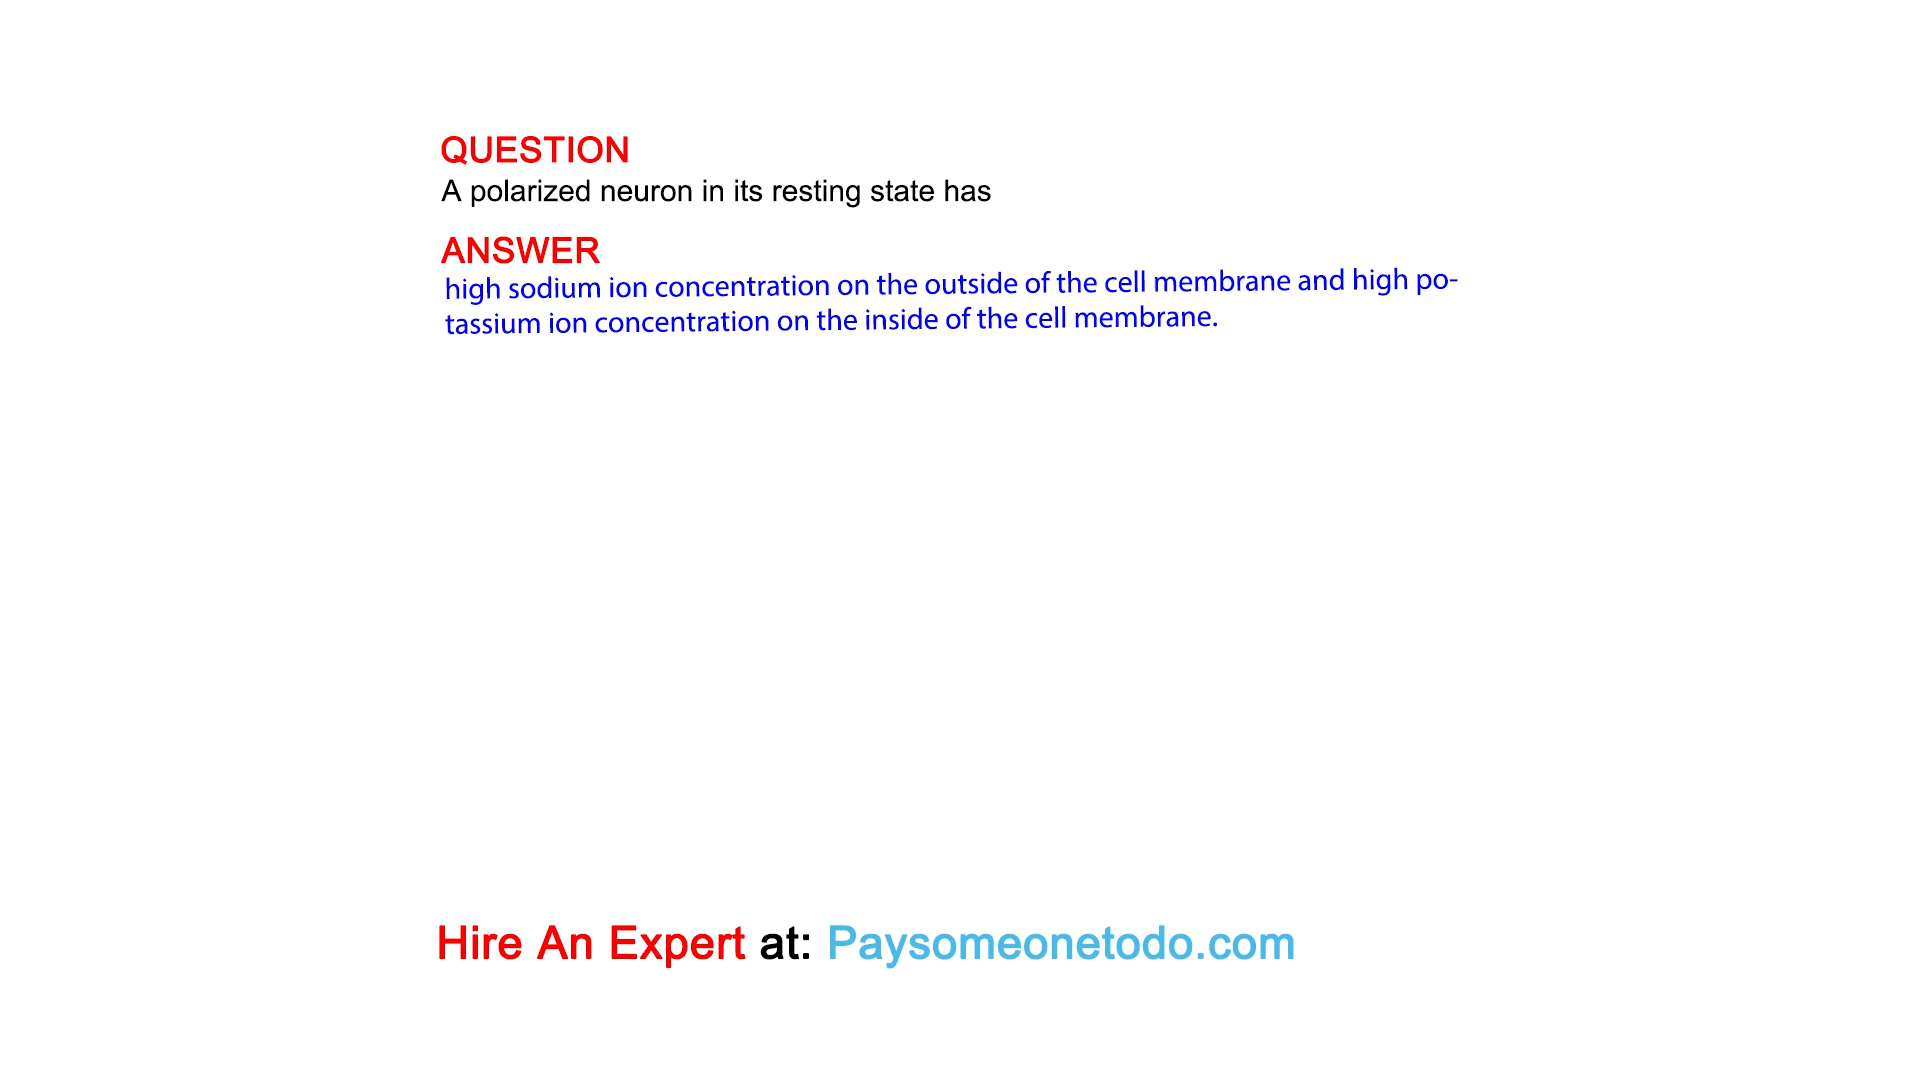 QUESTION
A polarized neuron in its resting state has
ANSWER
high sodium ion concentration on the outside of the cell membrane and high po-
tassium ion concentration on the inside of the cell membrane.
Hire An Expert at: Paysomeonetodo.com